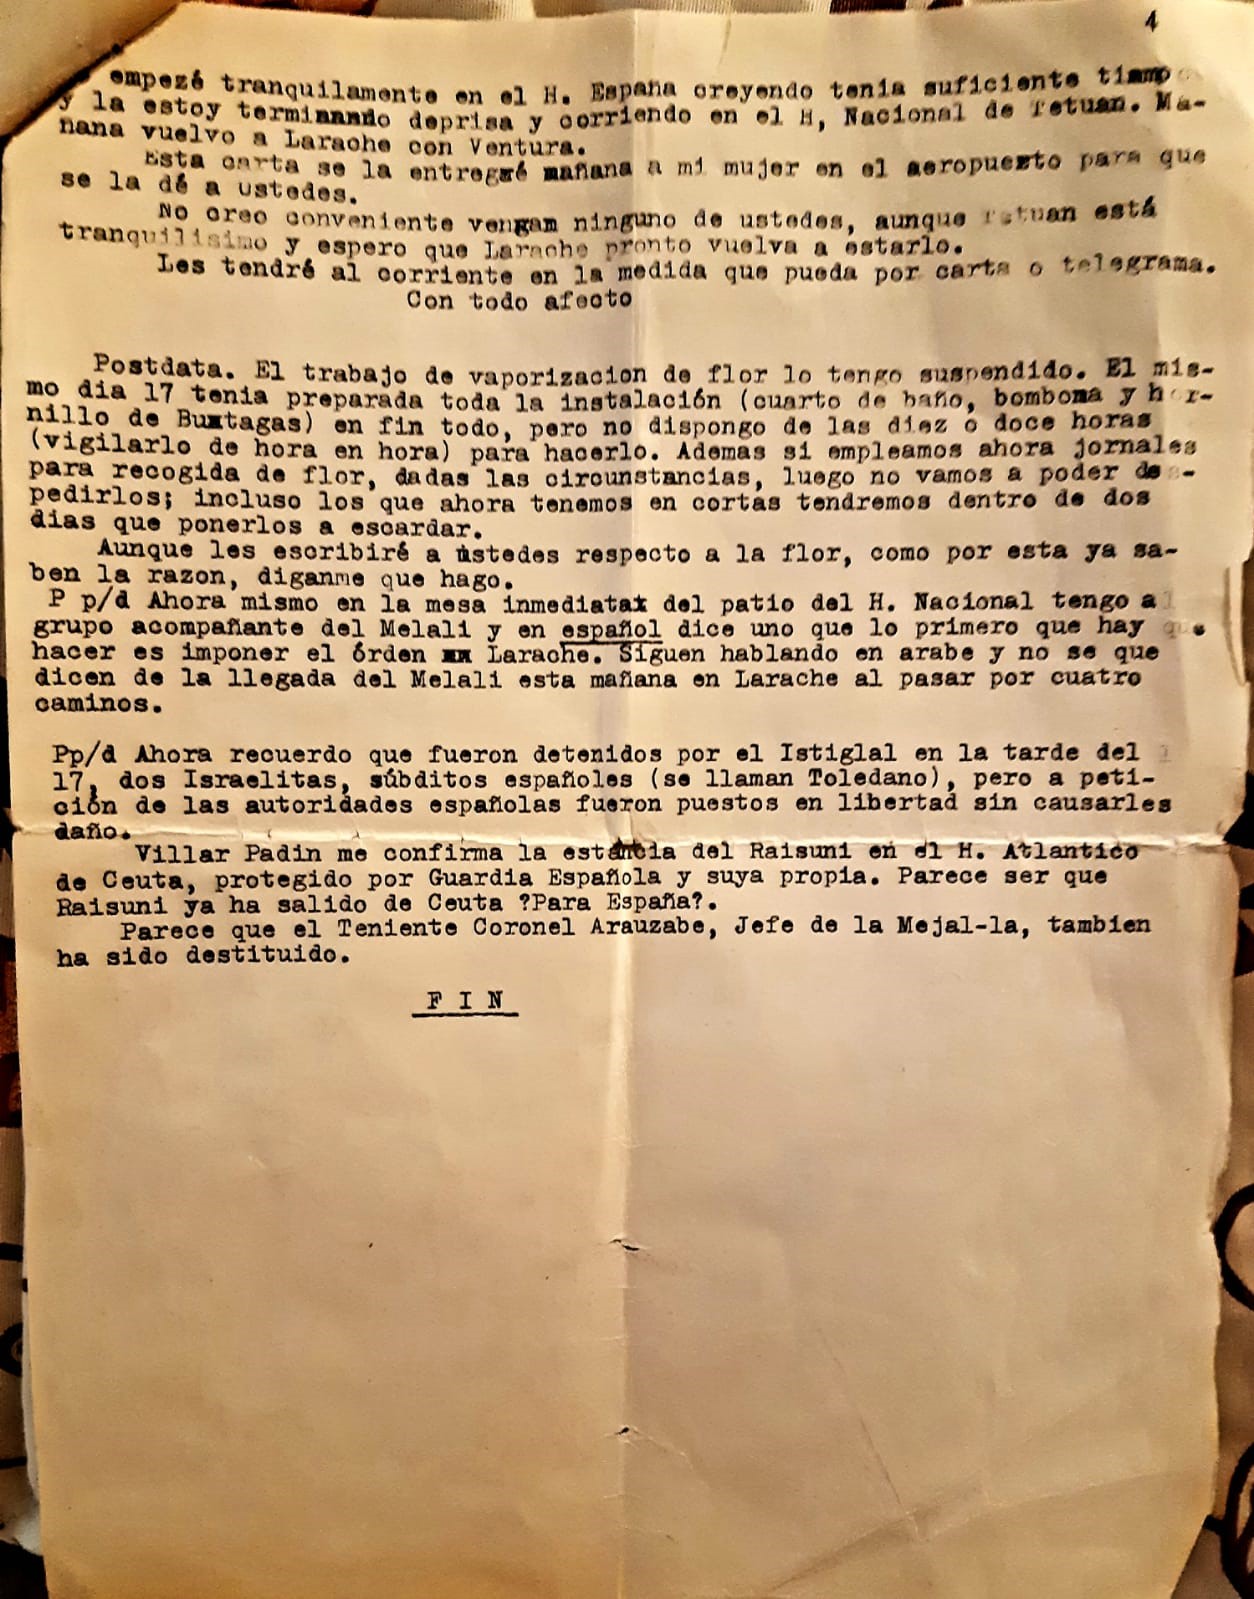 4
empezé tranquilamente en el H. España creyendo tenia suficiente tiempo
y la estoy terminando deprisa y corriendo en el H, Nacional de Tetuan. Ma-
ñana vuelvo a Larache con Ventura.
Esta carta se la entregaré mañana a mi mujer en el aeropuerto para que
se la dé a ustedes.
No creo conveniente vengam ninguno de ustedes, aunque Tetuan está
tranquilisimo y espero que Larache pronto vuelva a estarlo.
Les tendré al corriente en la medida que pueda por carta o telegrama.
Con todo afecto
Postdata. El trabajo de vaporizacion de flor lo tengo suspendido. El mis-
mo dia 17 tenia preparada toda la instalación (cuarto de baño, bombona y hor-
nillo de Buxtagas) en fin todo, pero no dispongo de las diez o doce horas
(vigilarlo de hora en hora) para hacerlo. Ademas si empleamos ahora jornales
para recogida de flor, dadas las circunstancias, luego no vamos a poder des-
pedirlos; incluso los que ahora tenemos en cortas tendremos dentro de dos
dias que ponerlos a escardar.
Aunque les escribiré a ustedes respecto a la flor, como por esta ya sa-
ben la razon, diganme que hago.
P p/d Ahora mismo en la mesa inmediata del patio del H. Nacional tengo al
grupo acompañante del Melali y en español dice uno que lo primero que hay que
hacer es imponer el órden Larache. Siguen hablando en arabe y no se que
dicen de la llegada del Melali esta mañana en Larache al pasar por cuatro
caminos.
Pp/d Ahora recuerdo que fueron detenidos por el Istiglal en la tarde del
17, dos Israelitas, súbditos españoles (se llaman Toledano), pero a peti-
ción de las autoridades españolas fueron puestos en libertad sin causarles
daño.
Villar Padin me confirma la estancia del Raisuni en el H. Atlantico
de Ceuta, protegido por Guardia Española y suya propia. Parece ser que
Raisuni ya ha salido de Ceuta ?Para España?.
Parece que el Teniente Coronel Arauzabe, Jefe de la Mejal-la, tambien
ha sido destituido.
F I N